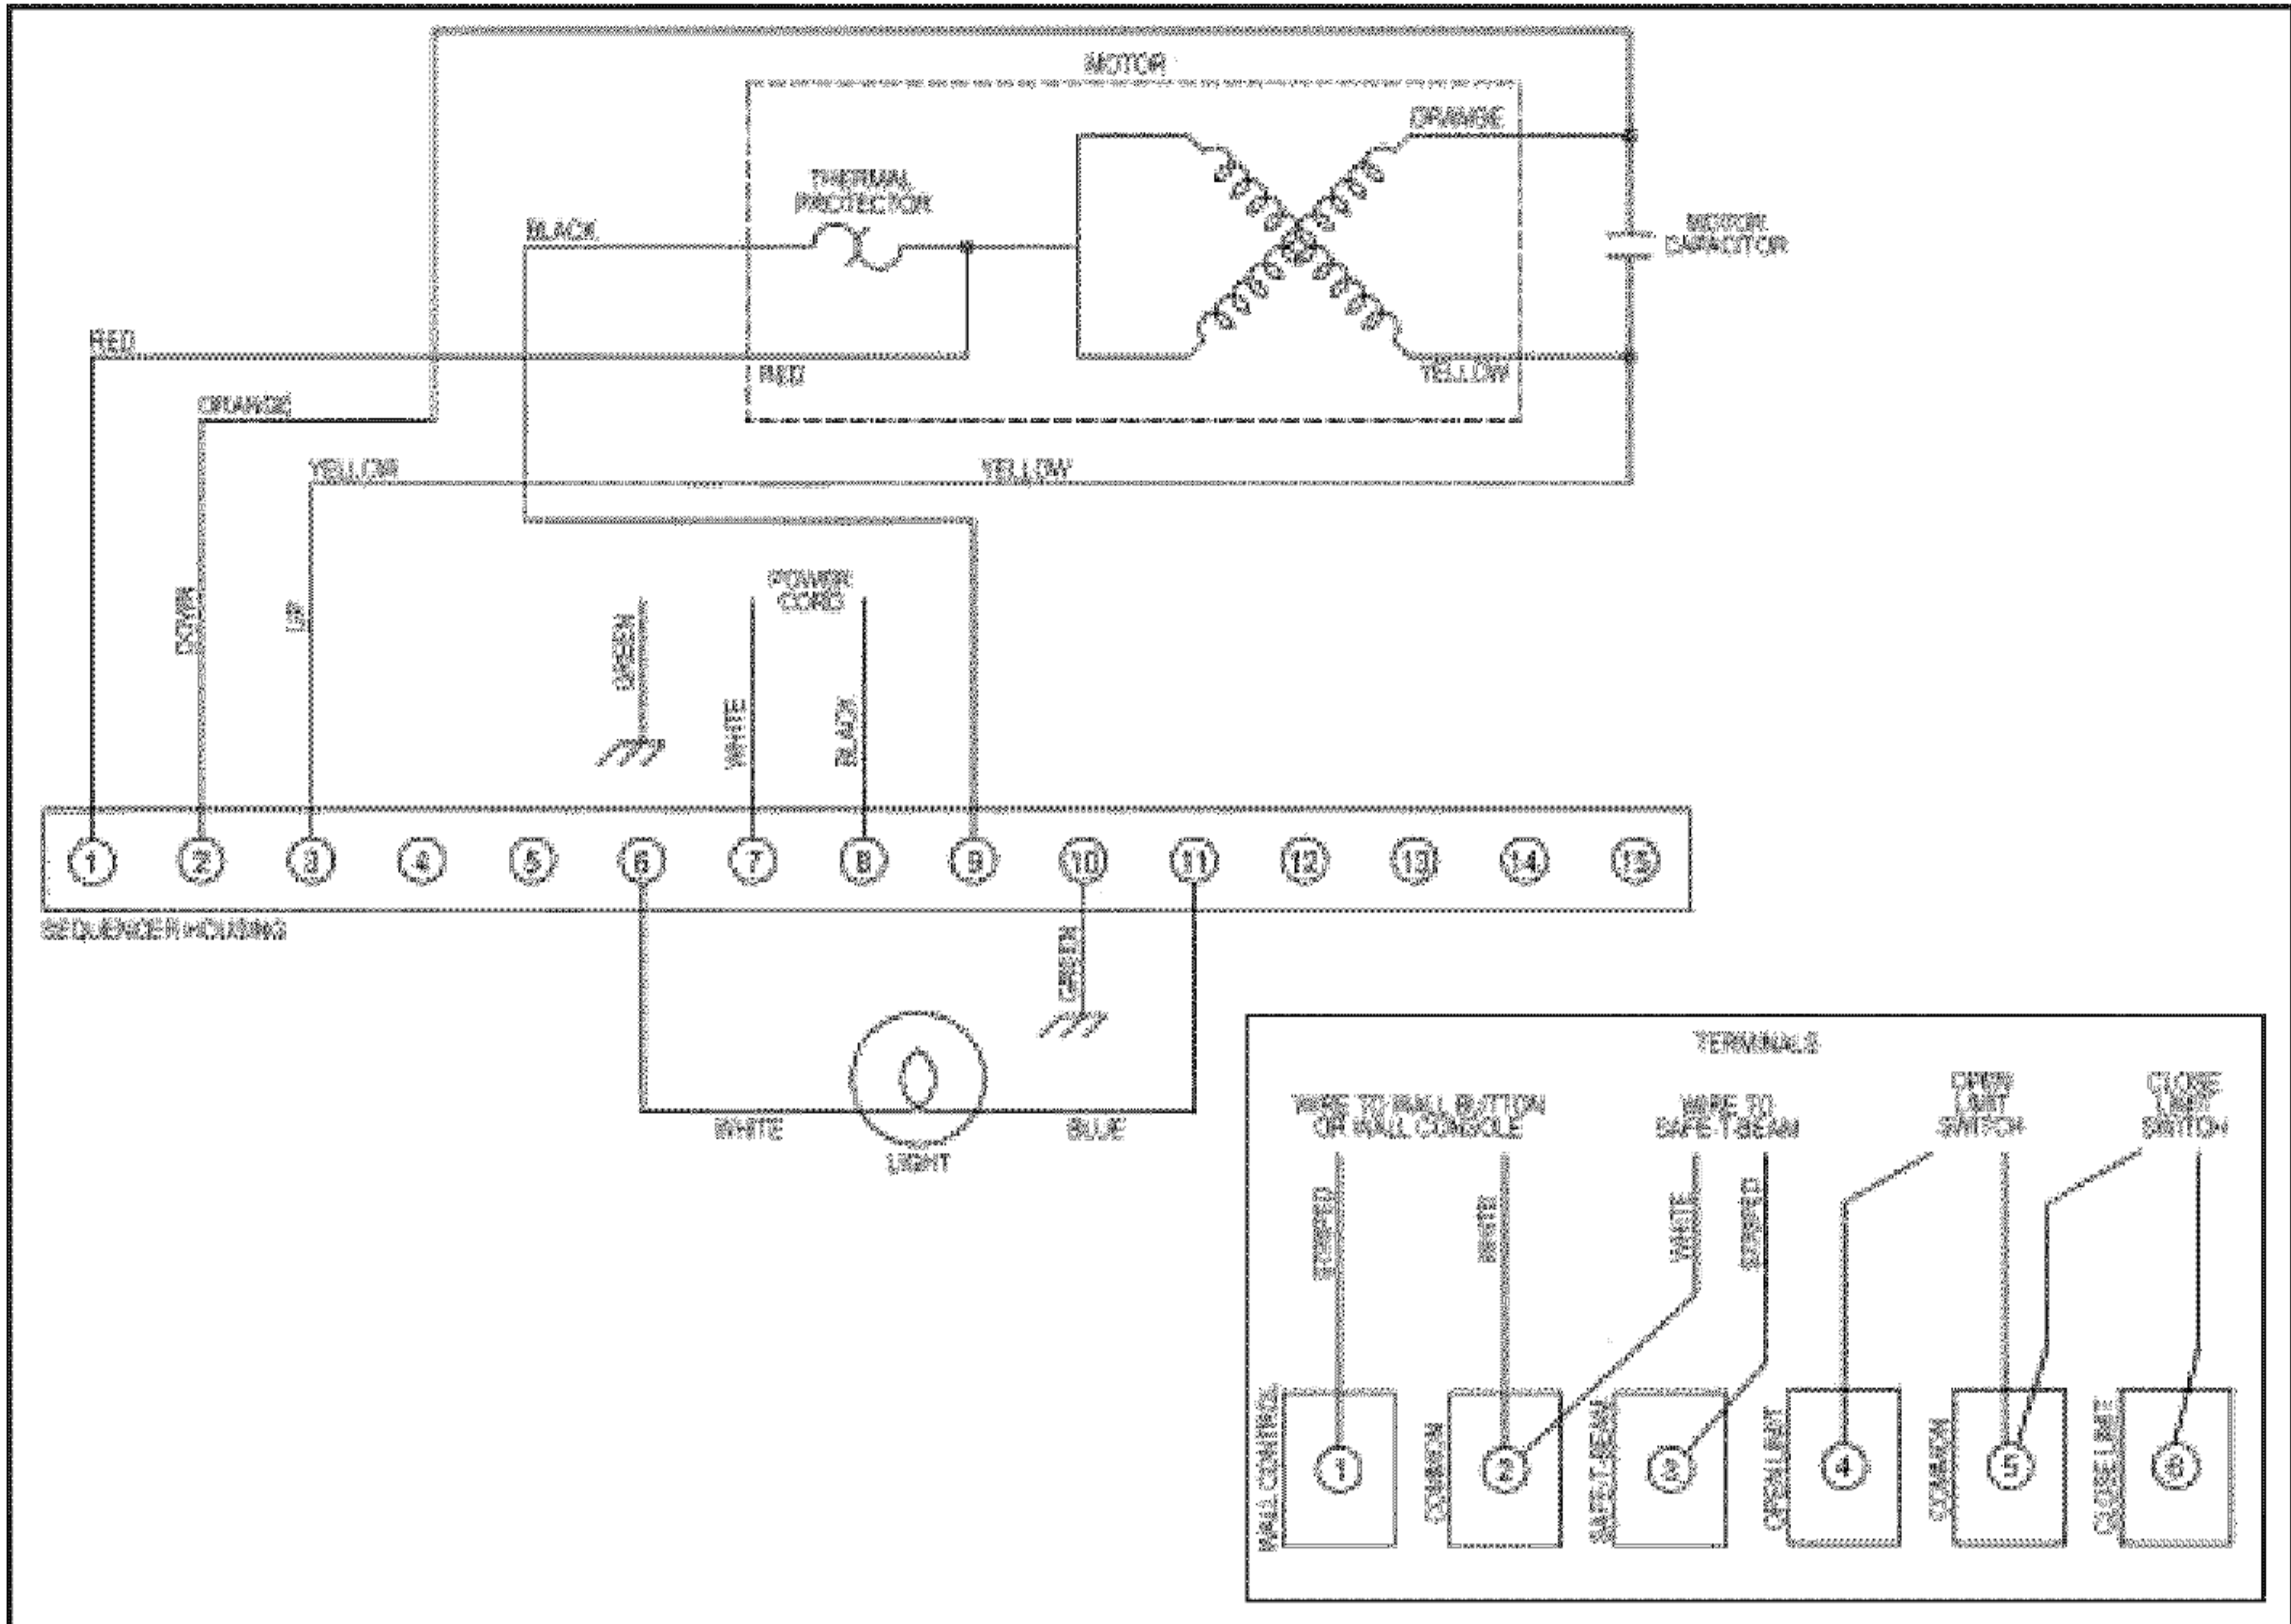 MOTOR
ORANGE
THERMAL
PROTECTOR
BLACK
MOTOR
CAPACITOR
RED
RED
YELLOW
ORANGE
YELLOW
YELLOW
POWER
CORD
DOWN
UP
GREEN
WHITE
BLACK
1 2 3 4 5 6 7 8 9 10 11 12 13 14 15
SEQUENCER HOUSING
GREEN
WHITE
BLUE
LIGHT
TERMINALS
WIRE TO WALL BUTTON
OR WALL CONSOLE
WIRE TO
SAFE-T-BEAM
OPEN
LIMIT
SWITCH
CLOSE
LIMIT
SWITCH
STRIPED
WHITE
WHITE
STRIPED
WALL CONTROL
1
COMMON
2
SAFE-T-BEAM
OPEN LIMIT
4
COMMON
5
CLOSE LIMIT
6